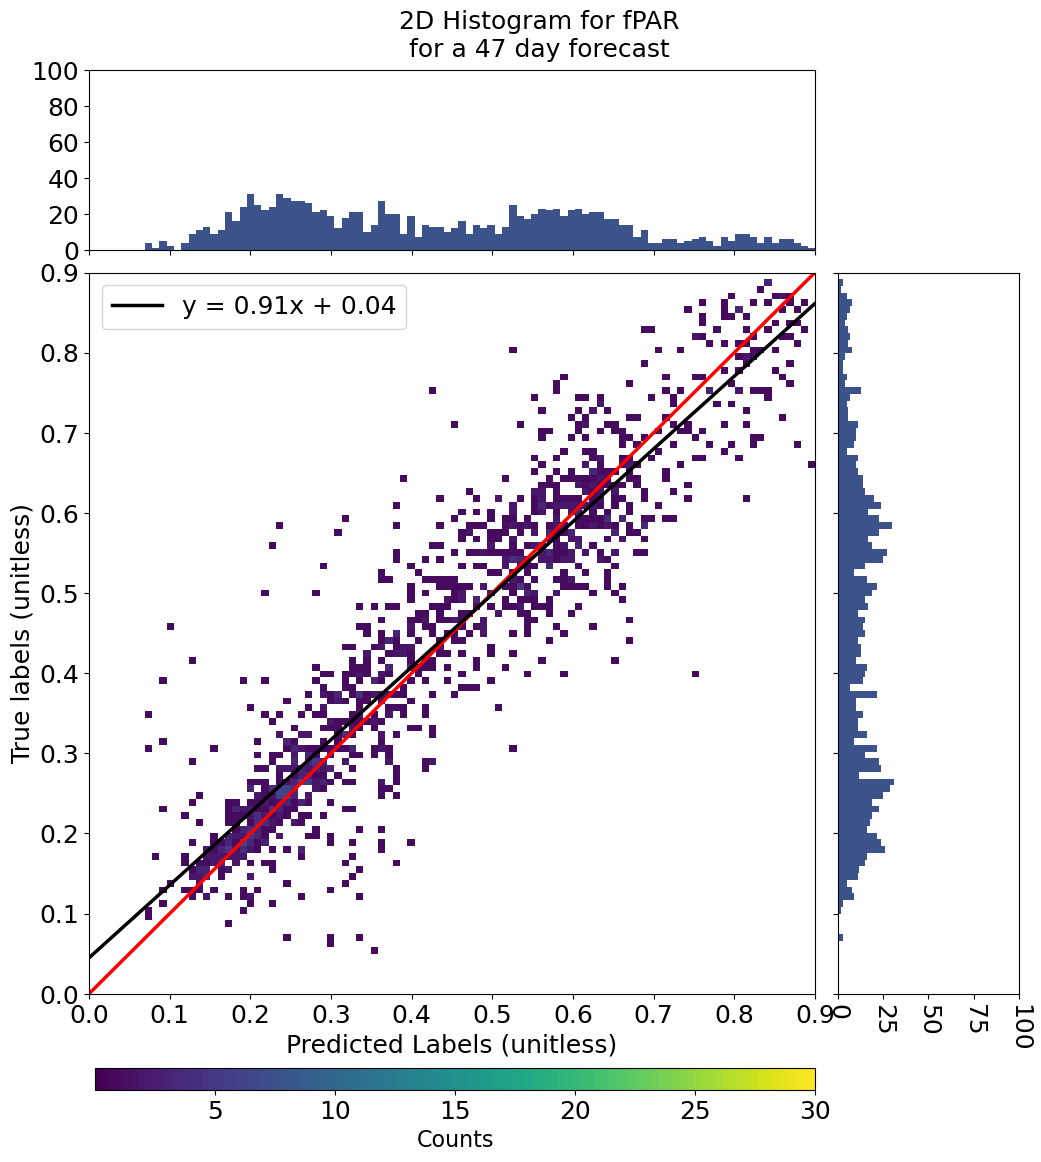 2D Histogram for fPAR
for a 47 day forecast
100
80
60
40
20
0
0.9
0.8
0.7
0.6
0.5
0.4
0.3
0.2
0.1
0.0
True labels (unitless)
y = 0.91x + 0.04
0.0 0.1 0.2 0.3 0.4 0.5 0.6 0.7 0.8 0.9
Predicted Labels (unitless)
0 25 50 75 100
5 10 15 20 25 30
Counts